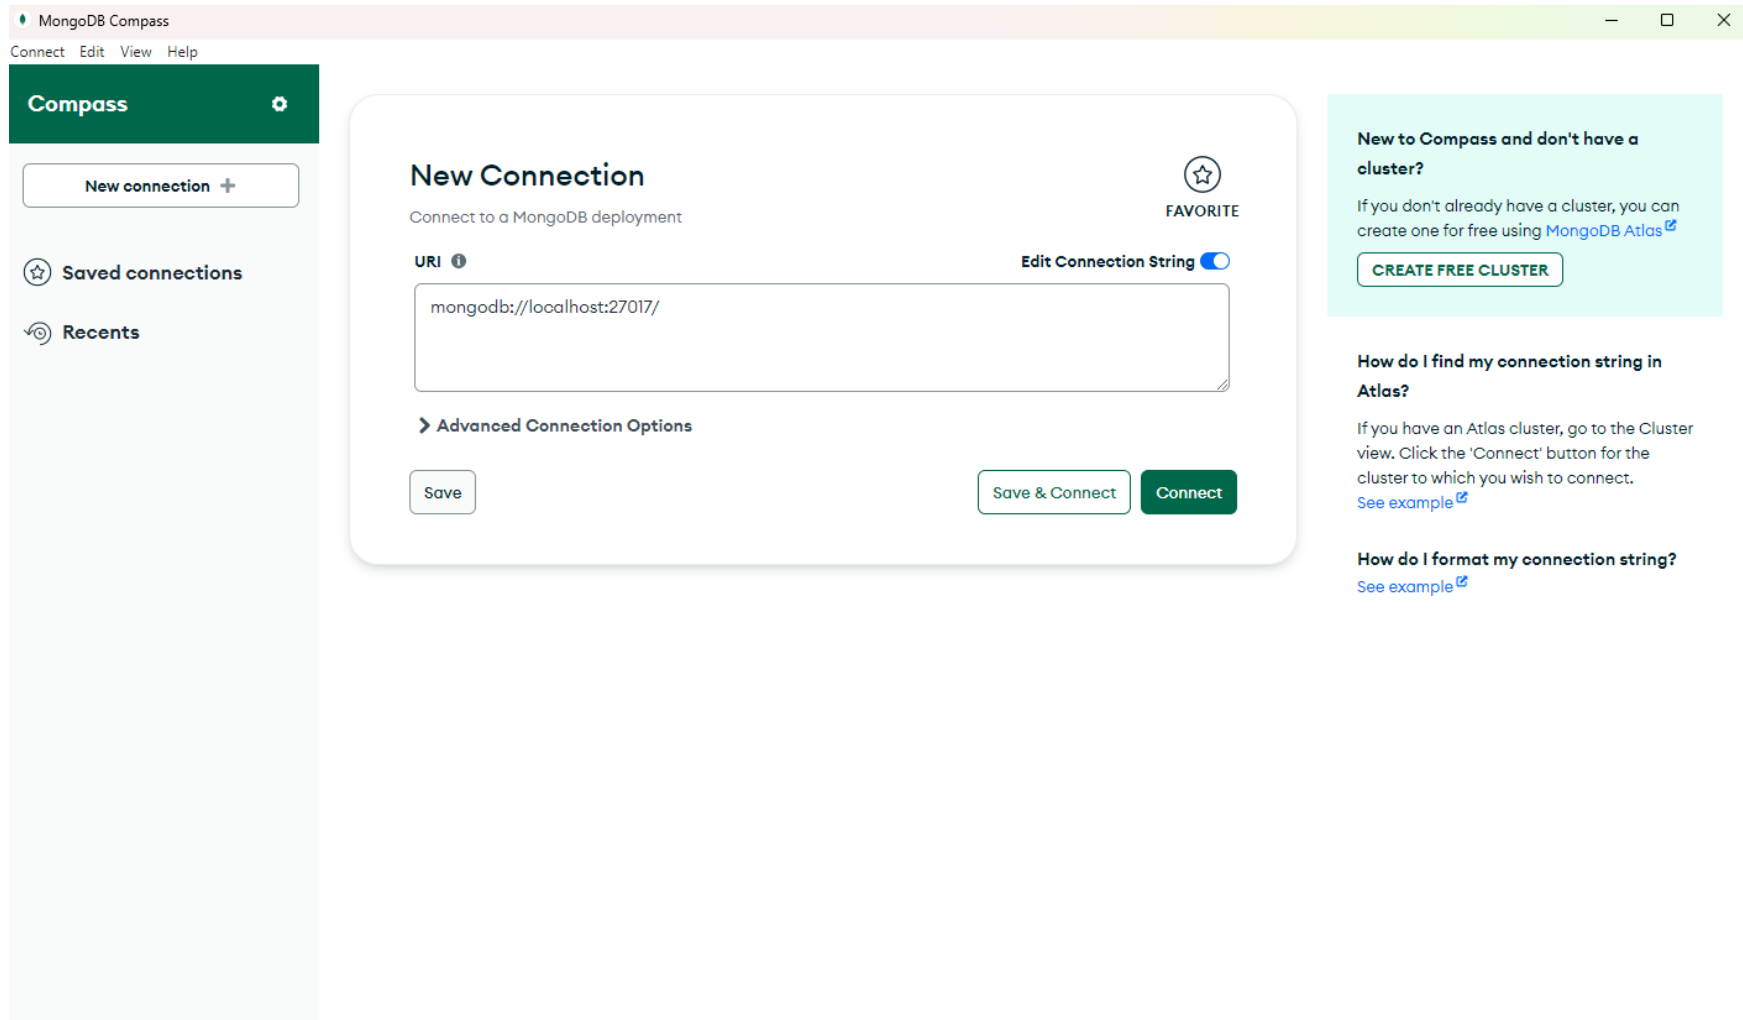 MongoDB Compass
Connect Edit View Help
Compass
New connection
Saved connections
Recents
New Connection
Connect to a MongoDB deployment
FAVORITE
URI
Edit Connection String
mongodb://localhost:27017/
Advanced Connection Options
Save
Save & Connect
Connect
New to Compass and don't have a
cluster?
If you don't already have a cluster, you can
create one for free using MongoDB Atlas
CREATE FREE CLUSTER
How do I find my connection string in
Atlas?
If you have an Atlas cluster, go to the Cluster
view. Click the 'Connect' button for the
cluster to which you wish to connect.
See example
How do I format my connection string?
See example